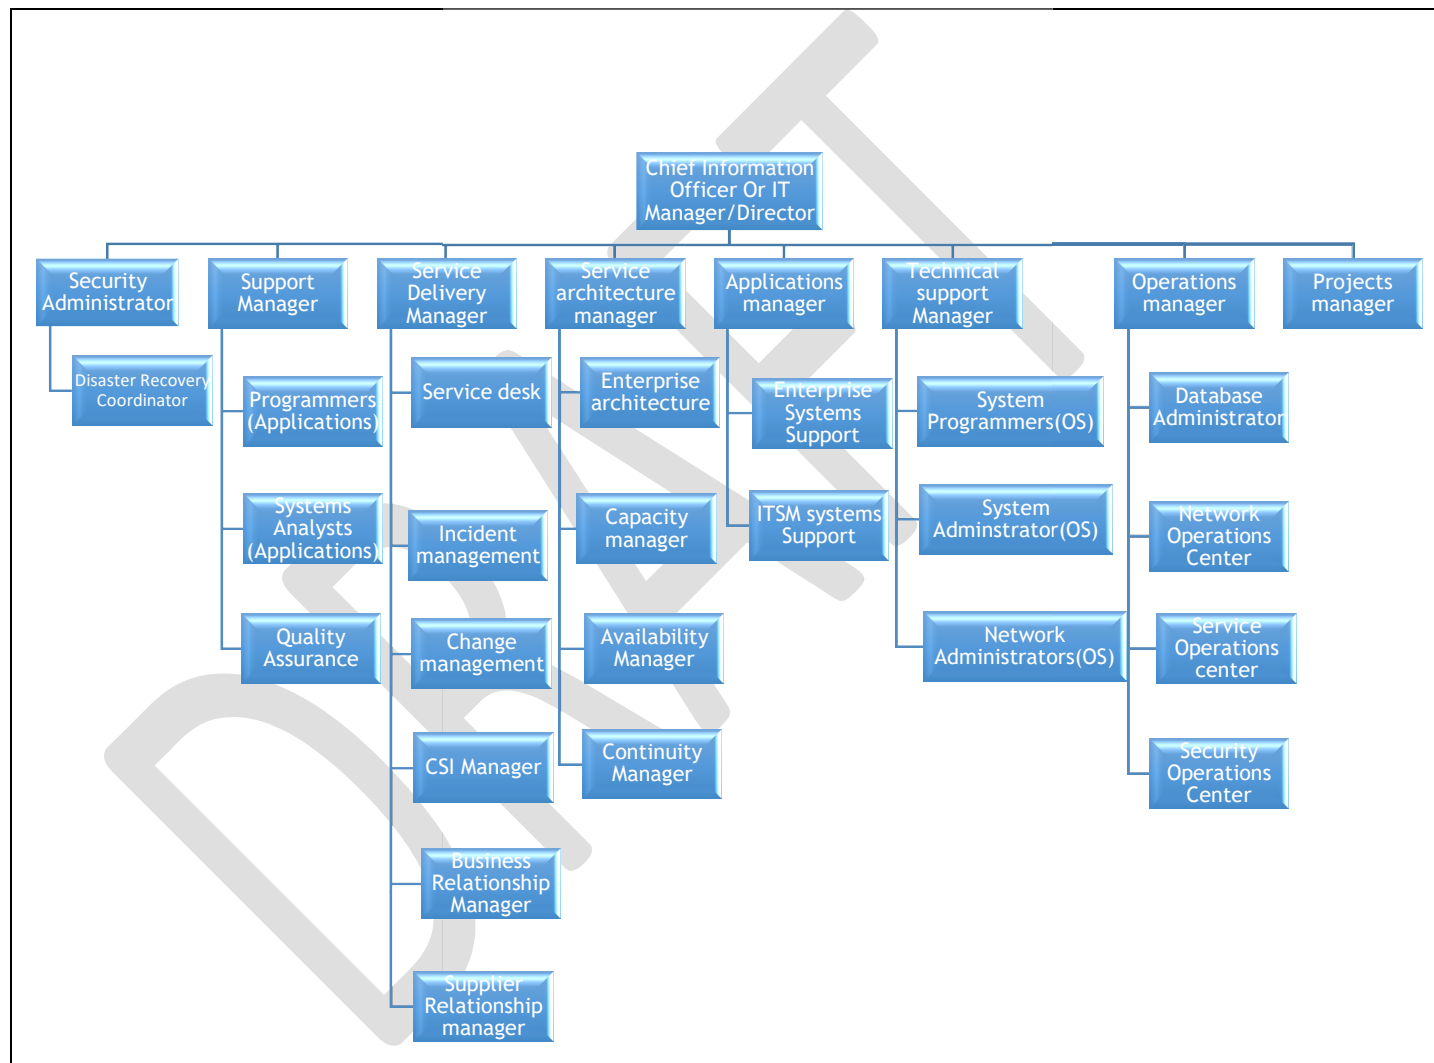 Chief Information
Officer Or IT
Manager/Director
Security
Administrator
Disaster Recovery
Coordinator
Support
Manager
Programmers
(Applications)
Systems
Analysts
(Applications)
Quality
Assurance
Service
Delivery
Manager
Service desk
Incident
management
Change
management
CSI Manager
Business
Relationship
Manager
Supplier
Relationship
manager
Service
architecture
manager
Enterprise
architecture
Capacity
manager
Availability
Manager
Continuity
Manager
Applications
manager
Enterprise
Systems
Support
ITSM systems
Support
Technical
support
Manager
System
Programmers(OS)
System
Adminstrator(OS)
Network
Administrators(OS)
Operations
manager
Database
Administrator
Network
Operations
Center
Service
Operations
center
Security
Operations
Center
Projects
manager
DRAFT